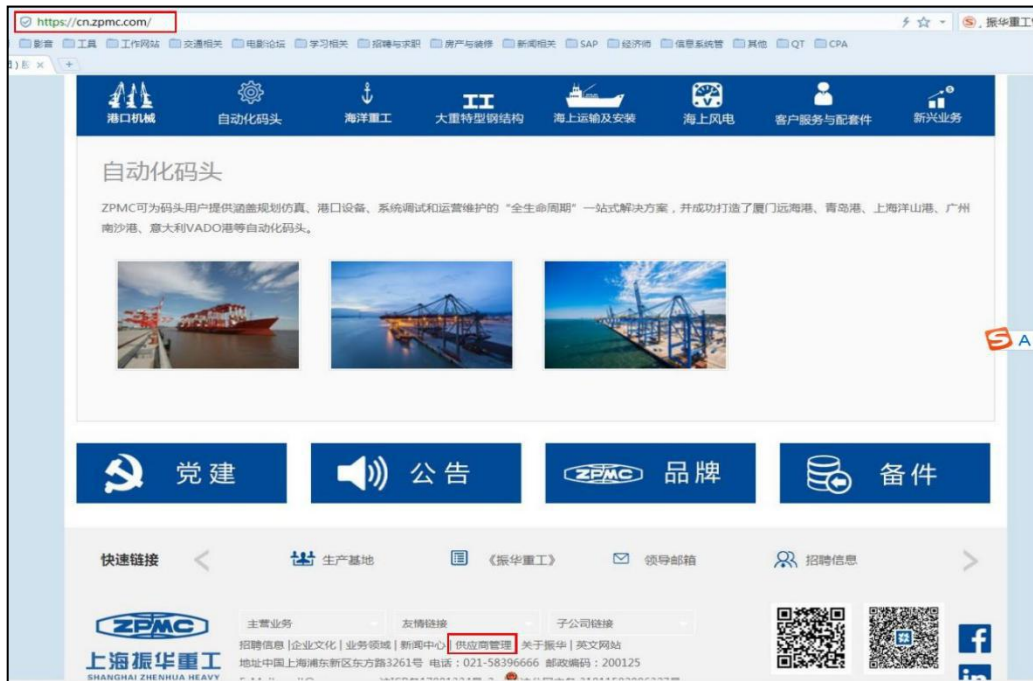 https://cn.zpmc.com/
振华重工
影音 工具 工作网站 交通相关 电影论坛 学习相关 招聘与求职 房产与装修 新闻相关 SAP 经济师 信息系统管 其他 QT CPA
港口机械 自动化码头 海洋重工 大重特型钢结构 海上运输及安装 海上风电 客户服务与配套件 新兴业务
自动化码头
ZPMC可为码头用户提供涵盖规划仿真、港口设备、系统调试和运营维护的“全生命周期”一站式解决方案，并成功打造了厦门远海港、青岛港、上海洋山港、广州
南沙港、意大利VADO港等自动化码头。
党建 公告 ZPMC 品牌 备件
快速链接 生产基地 《振华重工》 领导邮箱 招聘信息
ZPMC
主营业务 友情链接 子公司链接
招聘信息 | 企业文化 | 业务领域 | 新闻中心 | 供应商管理 | 关于振华 | 英文网站
上海振华重工
地址中国上海浦东新区东方路3261号 电话：021-58396666 邮政编码：200125
SHANGHAI ZHENHUA HEAVY